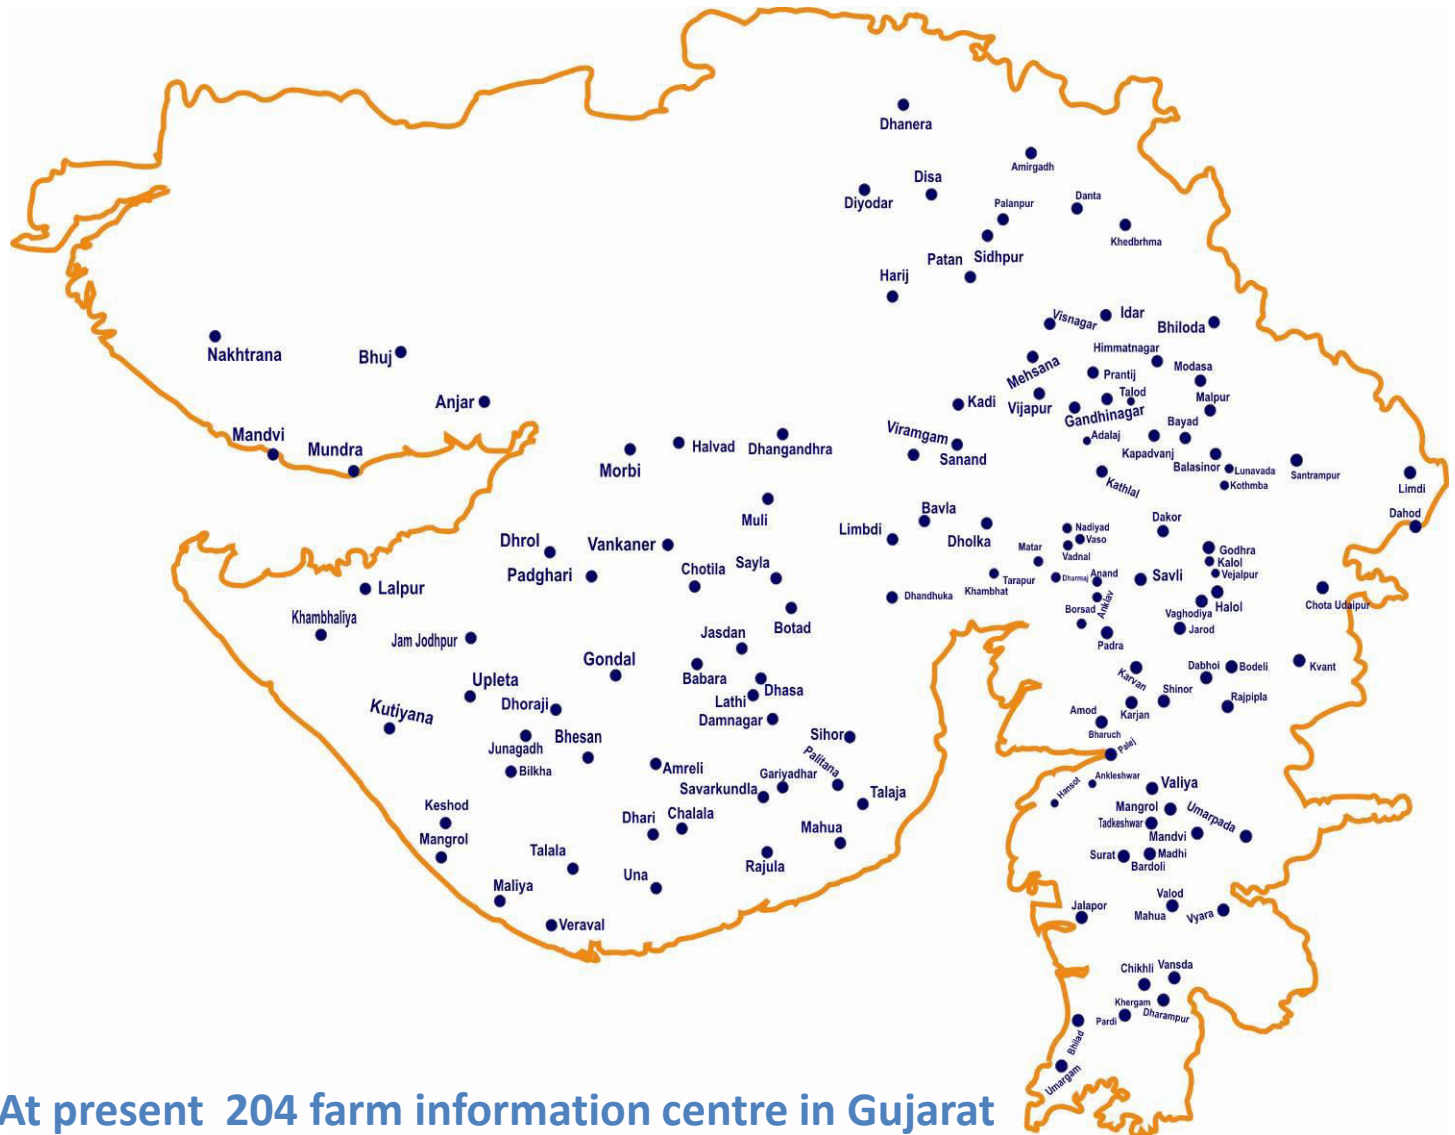 Dhanera
Amirgadh
Disa
Diyodar
Palanpur
Danta
Khedbrhma
Patan
Sidhpur
Harij
Visnagar
Idar
Bhiloda
Nakhtrana
Bhuj
Himmatnagar
Mehsana
Prantij
Modasa
Anjar
Kadi
Vijapur
Talod
Malpur
Gandhinagar
Mandvi
Mundra
Morbi
Halvad
Dhangandhra
Viramgam
Sanand
Adalaj
Bayad
Kapadvanj
Balasinor
Lunavada
Santrampur
Kothmba
Kathlal
Limdi
Dahod
Muli
Limbdi
Bavla
Dholka
Nadiyad
Vaso
Vadnal
Dakor
Matar
Godhra
Kalol
Vejalpur
Dhrol
Vankaner
Padghari
Chotila
Sayla
Lalpur
Khambhaliya
Jam Jodhpur
Botad
Dhandhuka
Khambhat
Tarapur
Dharmaj
Anand
Savli
Borsad
Anklav
Vaghodiya
Halol
Jarod
Chota Udaipur
Padra
Jasdan
Gondal
Babara
Dhasa
Lathi
Damnagar
Upleta
Dhoraji
Kutiyana
Junagadh
Bhesan
Bilkha
Karvan
Dabhoi
Bodeli
Kvant
Shinor
Rajpipla
Karjan
Amod
Bharuch
Palej
Sihor
Palitana
Amreli
Gariyadhar
Savarkundla
Talaja
Ankleshwar
Hansot
Valiya
Keshod
Mangrol
Dhari
Chalala
Mahua
Mangrol
Umarpada
Tadkeshwar
Mandvi
Talala
Una
Rajula
Surat
Madhi
Bardoli
Maliya
Veraval
Jalapor
Valod
Mahua
Vyara
Chikhli
Vansda
Khergam
Dharampur
Pardi
Bhilad
Umargam
At present 204 farm information centre in Gujarat